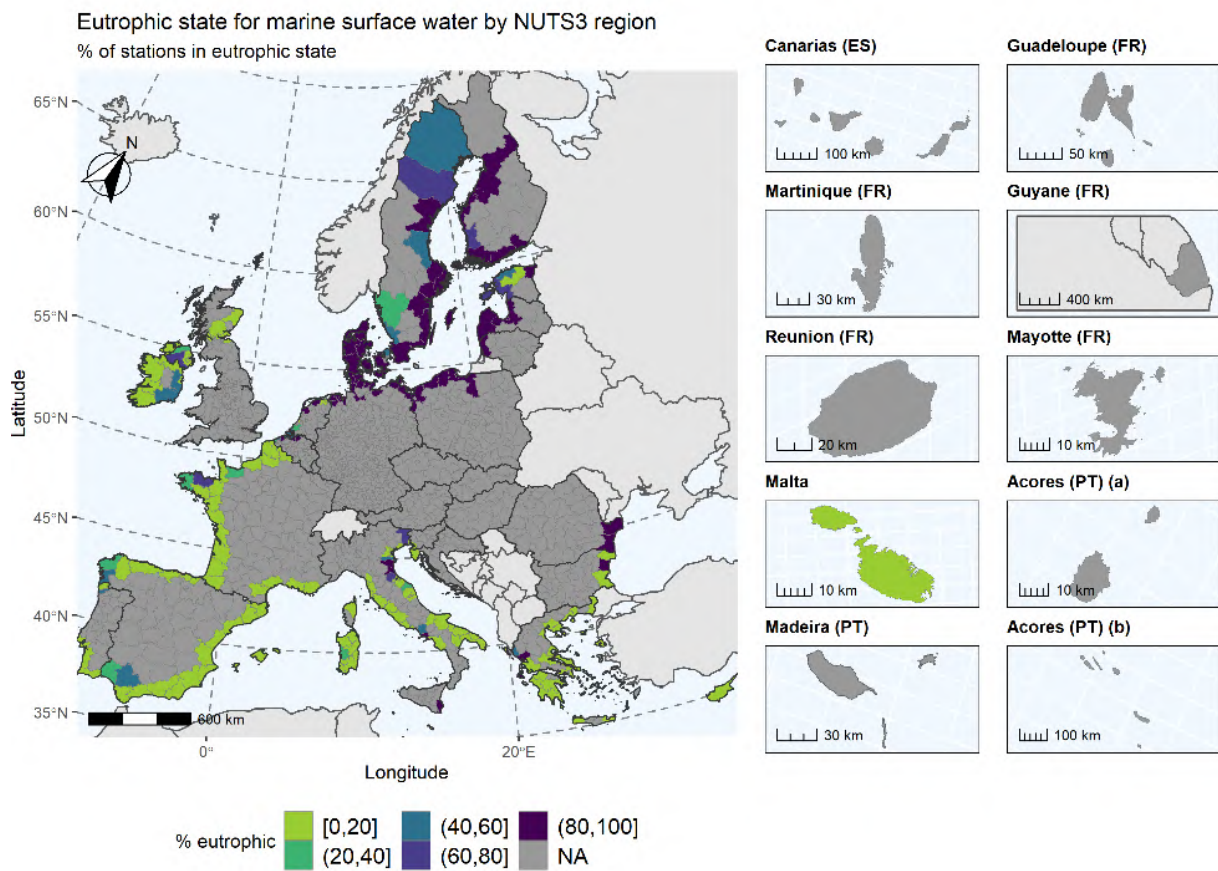 Eutrophic state for marine surface water by NUTS3 region
% of stations in eutrophic state
65°N
60°N
55°N
50°N
45°N
40°N
35°N
Latitude
N
600 km
0°
20°E
Longitude
Canarias (ES)
100 km
Guadeloupe (FR)
50 km
Martinique (FR)
30 km
Guyane (FR)
400 km
Reunion (FR)
20 km
Mayotte (FR)
10 km
Malta
10 km
Acores (PT) (a)
10 km
Madeira (PT)
30 km
Acores (PT) (b)
100 km
% eutrophic
[0,20]
(20,40]
(40,60]
(60,80]
(80,100]
NA